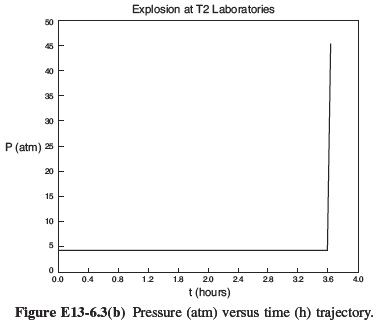 Explosion at T2 Laboratories
50
45
40
35
30
P (atm) 25
20
15
10
5
0
0.0 0.4 0.8 1.2 1.8 2.0 2.4 2.8 3.2 3.6 4.0
t (hours)
Figure E13-6.3(b) Pressure (atm) versus time (h) trajectory.